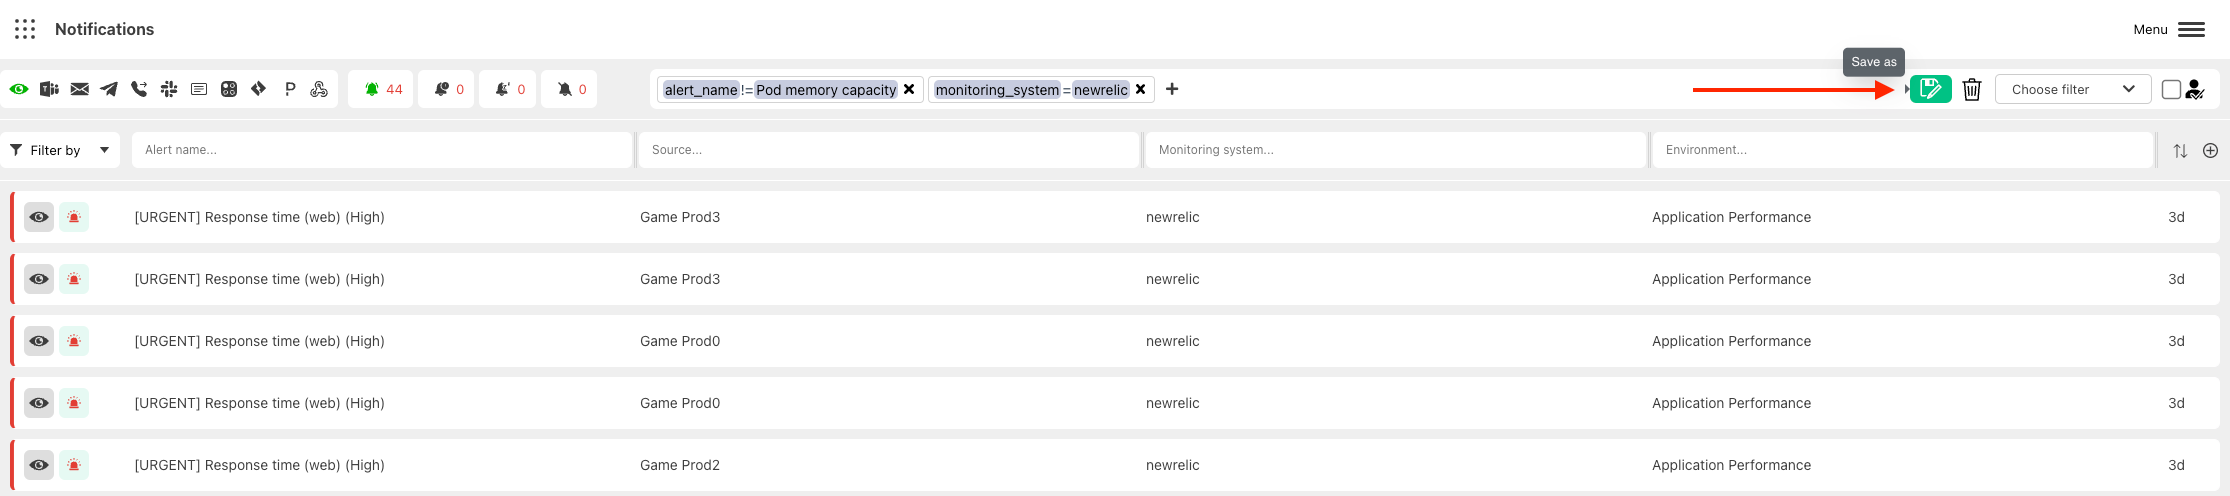 Notifications
Menu
Save as
44 0 0 0 alert_name!=Pod memory capacity monitoring_system=newrelic Choose filter
Filter by Alert name... Source... Monitoring system... Environment...
[URGENT] Response time (web) (High) Game Prod3 newrelic Application Performance 3d
[URGENT] Response time (web) (High) Game Prod3 newrelic Application Performance 3d
[URGENT] Response time (web) (High) Game Prod0 newrelic Application Performance 3d
[URGENT] Response time (web) (High) Game Prod0 newrelic Application Performance 3d
[URGENT] Response time (web) (High) Game Prod2 newrelic Application Performance 3d